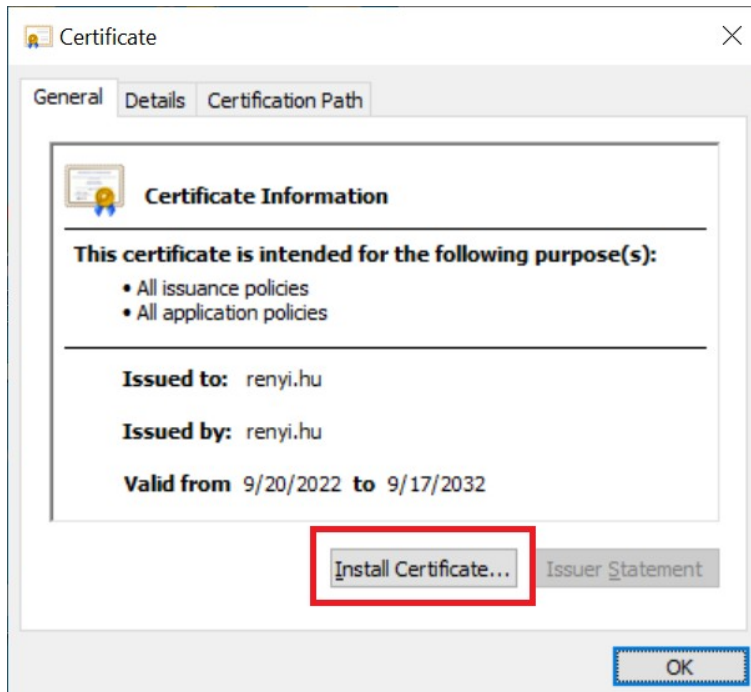 Certificate
General Details Certification Path
Certificate Information
This certificate is intended for the following purpose(s):
• All issuance policies
• All application policies
Issued to: renyi.hu
Issued by: renyi.hu
Valid from 9/20/2022 to 9/17/2032
Install Certificate... Issuer Statement
OK